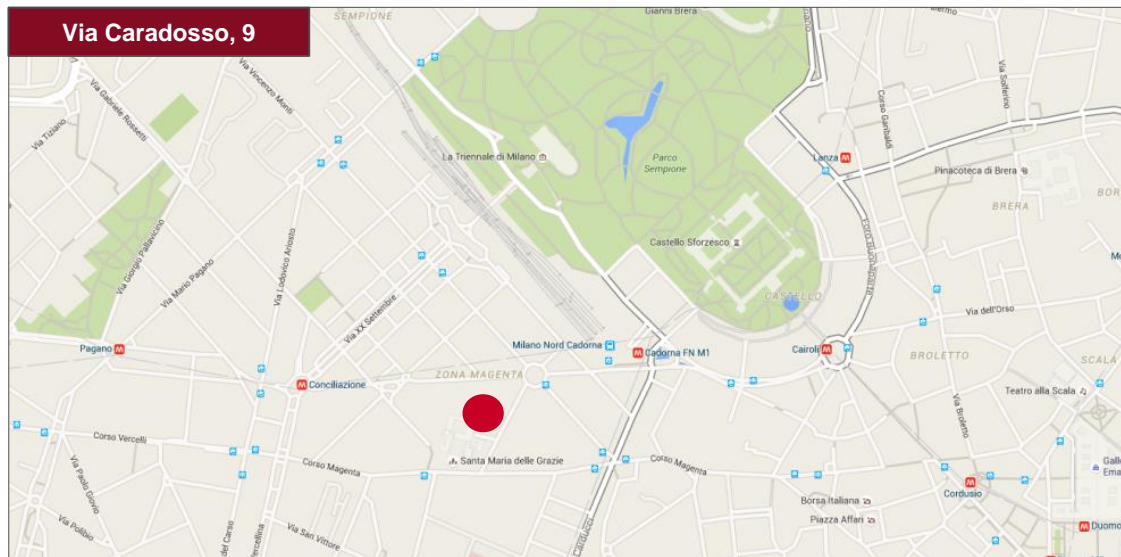 Via Caradosso, 9
SEMPIONE
Gianni Brera
Via Vincenzo Monti
Via Gabriele Rossetti
Via Tiziano
Via Solferino
Corso Garibaldi
La Triennale di Milano
Parco
Sempione
Lanza
Pinacoteca di Brera
BRERA
Via Giorgio Pallavicino
Via Lodovico Ariosto
Via Mario Pagano
Castello Sforzesco
Foro Buonaparte
CASTELLO
Via XX Settembre
Via dell'Orso
Pagano
Milano Nord Cadorna
Cadorna FN M1
Cairoli
BROLETTO
SCALA
Conciliazione
ZONA MAGENTA
Teatro alla Scala
Via Broletto
Corso Vercelli
Corso Magenta
Santa Maria delle Grazie
Corso Magenta
Via Paolo Giovio
Cordusio
Borsa Italiana
Piazza Affari
Via Polibio
Via San Vittore
del Carso
Vercellina
Carducci
Duomo